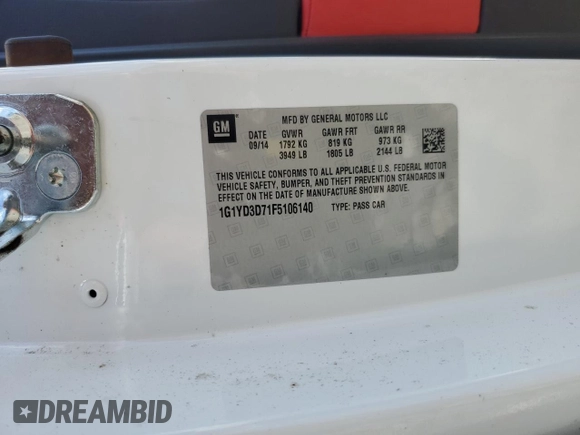 GM
MFD BY GENERAL MOTORS LLC
DATE GVWR GAWR FRT GAWR RR
09/14 1792 KG 819 KG 973 KG
3949 LB 1805 LB 2144 LB
THIS VEHICLE CONFORMS TO ALL APPLICABLE U.S. FEDERAL MOTOR
VEHICLE SAFETY, BUMPER, AND THEFT PREVENTION STANDARDS IN
EFFECT ON THE DATE OF MANUFACTURE SHOWN ABOVE.
1G1YD3D71F5106140 TYPE: PASS CAR
DREAMBID